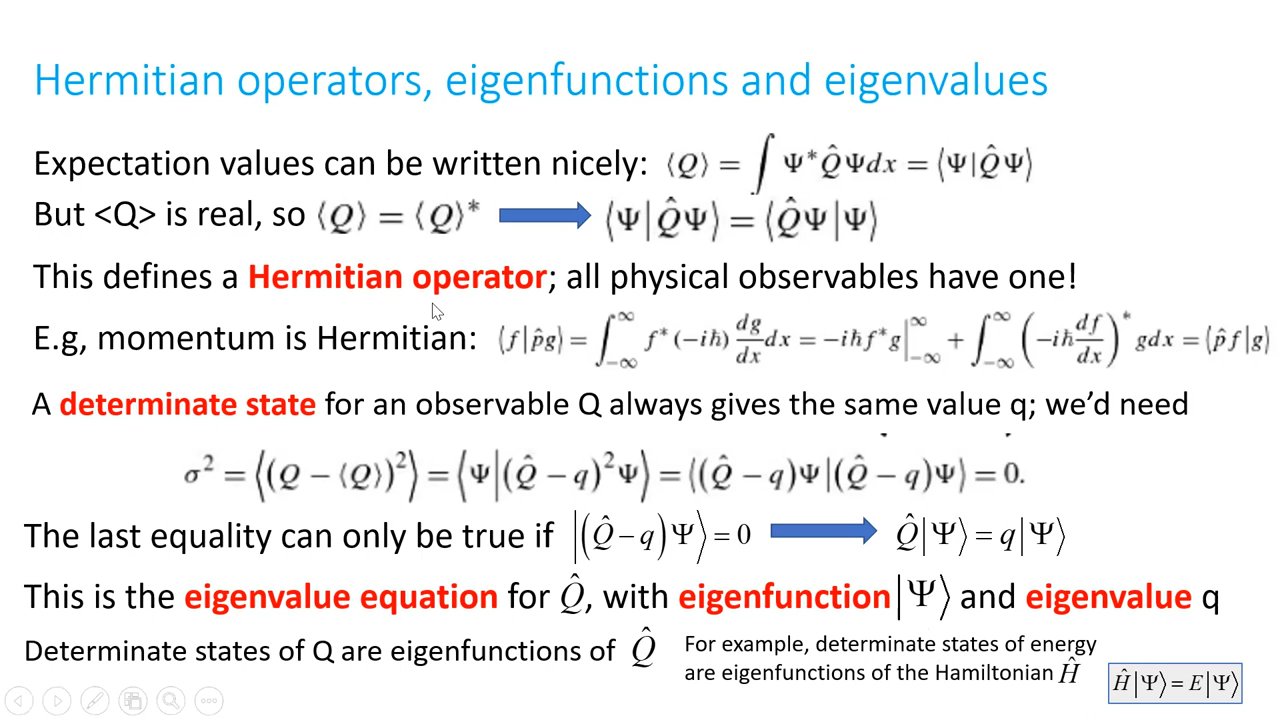 Hermitian operators, eigenfunctions and eigenvalues
Expectation values can be written nicely: ⟨Q⟩ = ∫ Ψ* Q̂ Ψ dx = ⟨Ψ|Q̂Ψ⟩
But <Q> is real, so ⟨Q⟩ = ⟨Q⟩* ⟨Ψ|Q̂Ψ⟩ = ⟨Q̂Ψ|Ψ⟩
This defines a Hermitian operator; all physical observables have one!
E.g, momentum is Hermitian: ⟨f|p̂g⟩ = ∫_{-∞}^{∞} f* (-iħ) dg/dx dx = -iħf*g|_{-∞}^{∞} + ∫_{-∞}^{∞} (-iħ df/dx)* g dx = ⟨p̂f|g⟩
A determinate state for an observable Q always gives the same value q; we’d need
σ² = ⟨(Q - ⟨Q⟩)²⟩ = ⟨Ψ|(Q̂ - q)²Ψ⟩ = ⟨(Q̂ - q)Ψ|(Q̂ - q)Ψ⟩ = 0.
The last equality can only be true if |(Q̂ - q)Ψ⟩ = 0 Q̂|Ψ⟩ = q|Ψ⟩
This is the eigenvalue equation for Q̂, with eigenfunction |Ψ⟩ and eigenvalue q
Determinate states of Q are eigenfunctions of Q̂
For example, determinate states of energy
are eigenfunctions of the Hamiltonian Ĥ
Ĥ|Ψ⟩ = E|Ψ⟩